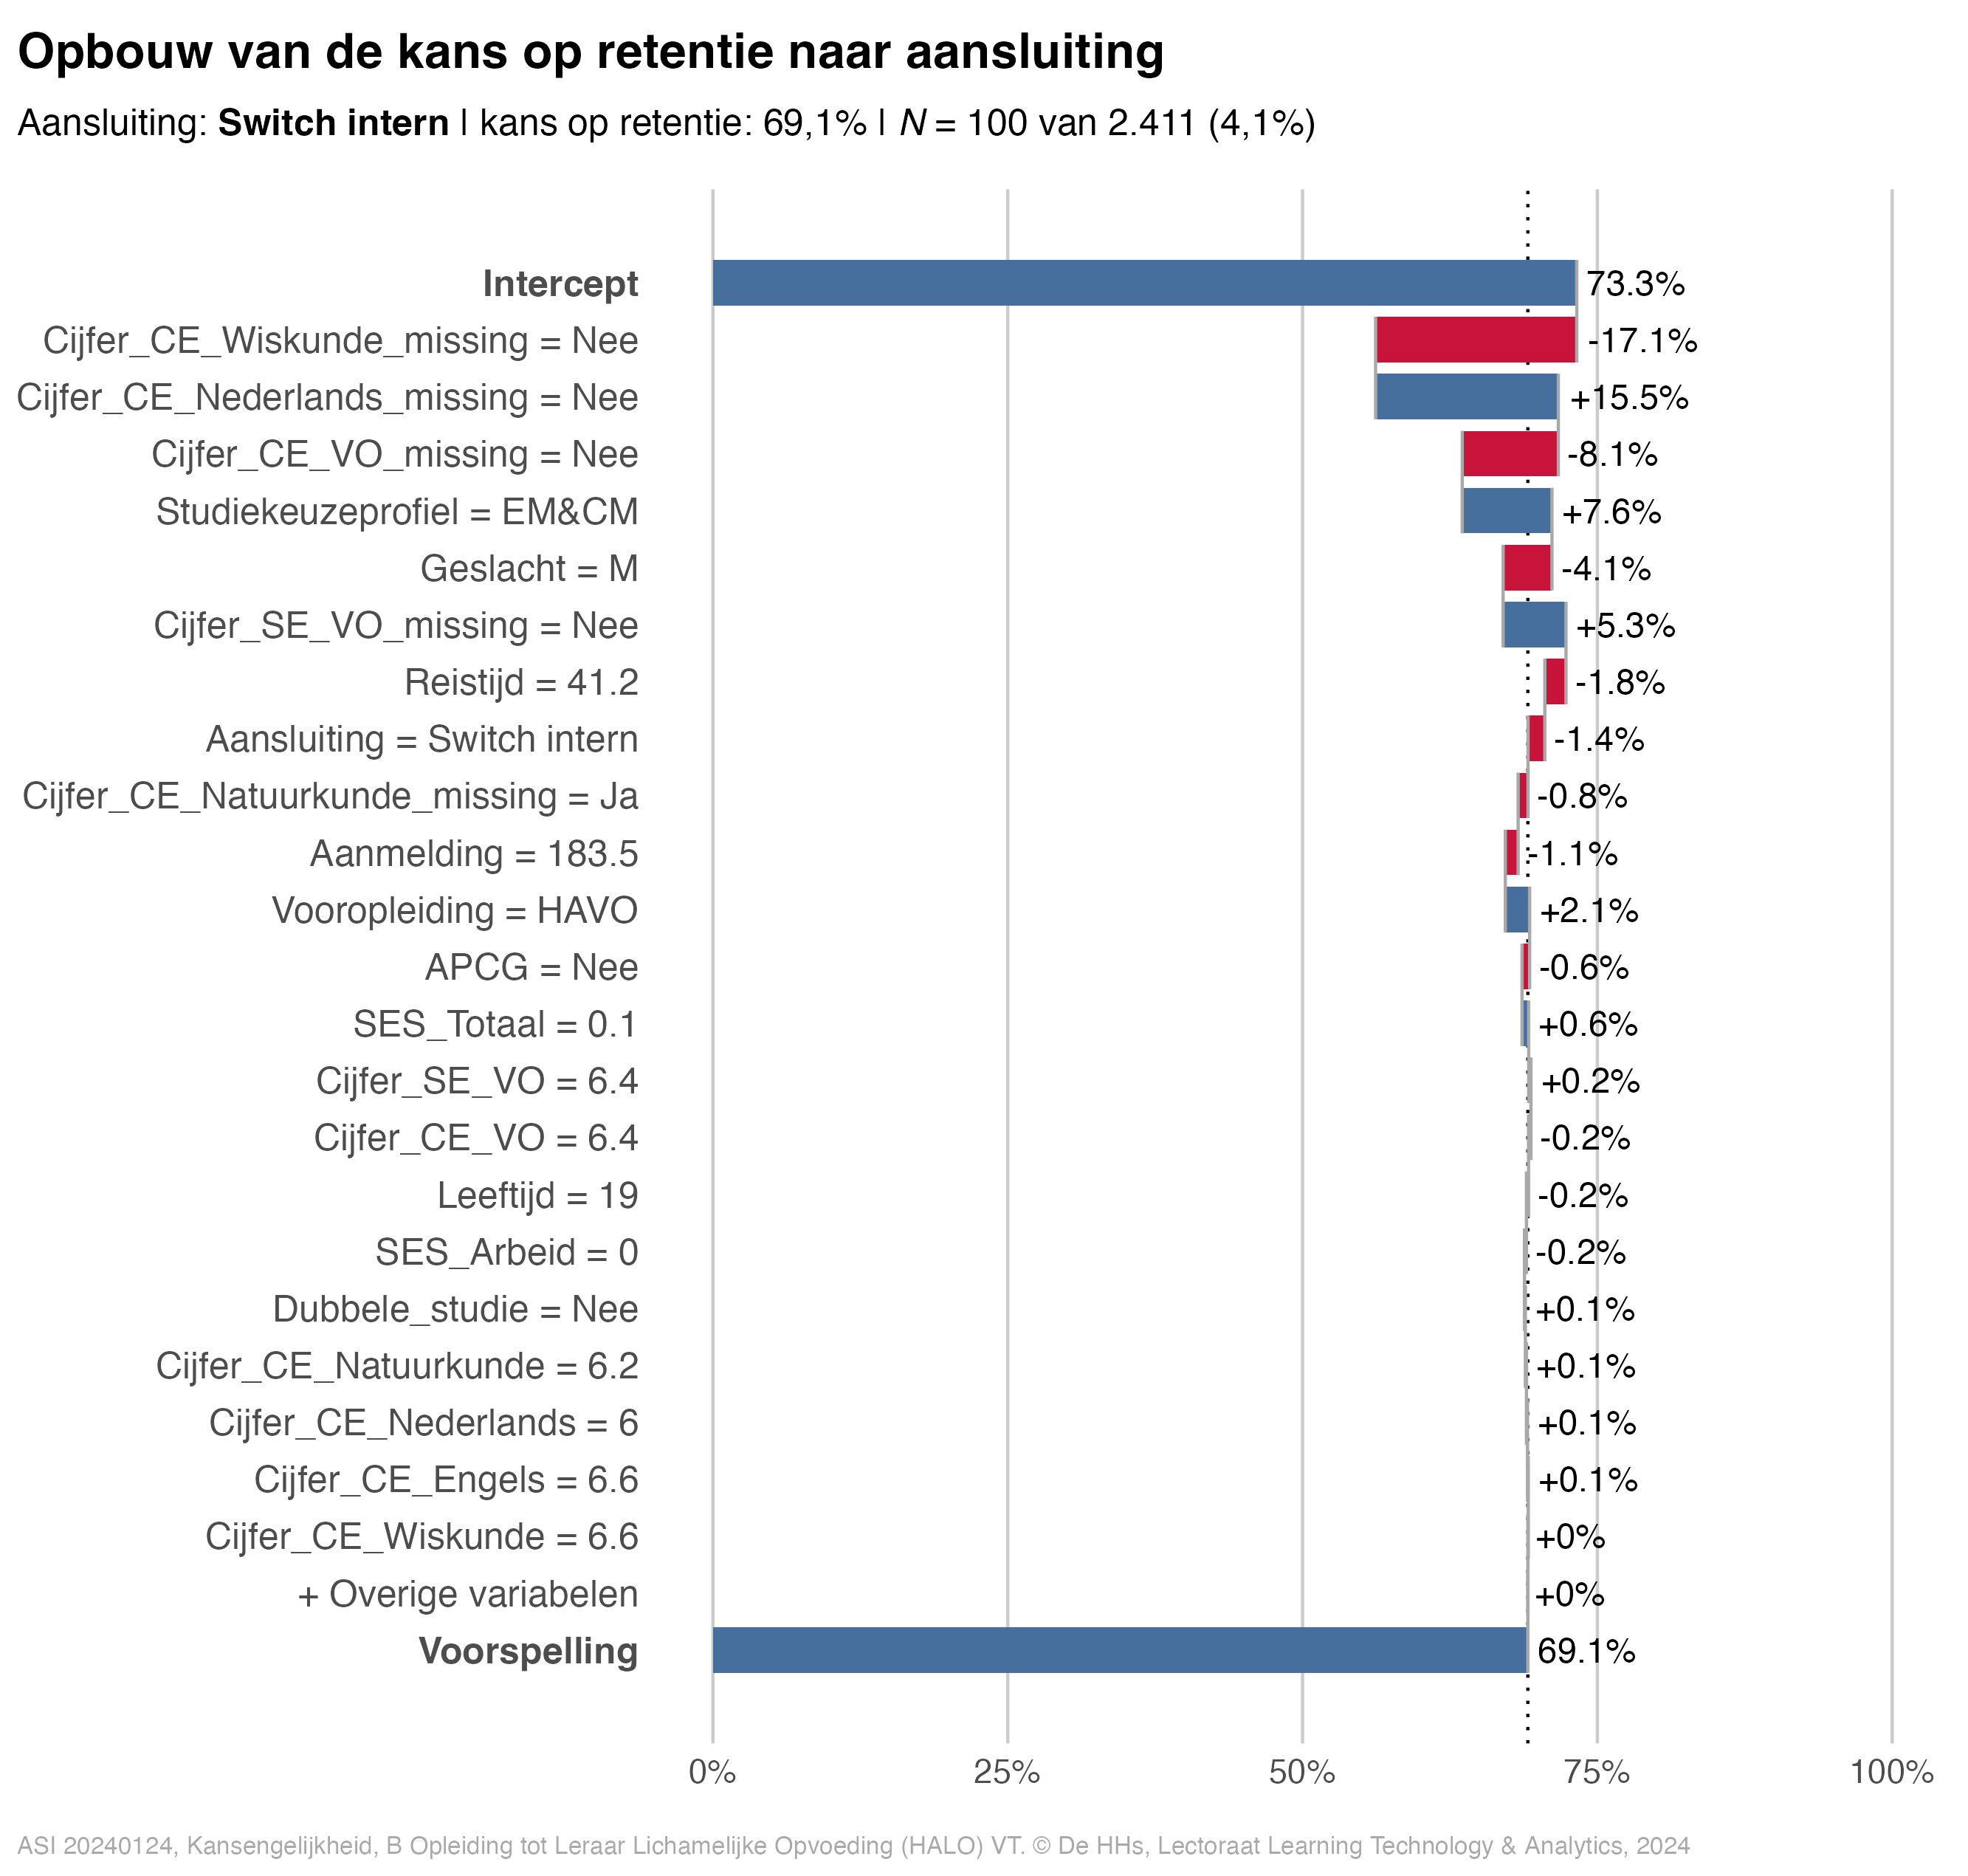 Opbouw van de kans op retentie naar aansluiting
Aansluiting: Switch intern | kans op retentie: 69,1% | N = 100 van 2.411 (4,1%)
Intercept 73.3%
Cijfer_CE_Wiskunde_missing = Nee -17.1%
Cijfer_CE_Nederlands_missing = Nee +15.5%
Cijfer_CE_VO_missing = Nee -8.1%
Studiekeuzeprofiel = EM&CM +7.6%
Geslacht = M -4.1%
Cijfer_SE_VO_missing = Nee +5.3%
Reistijd = 41.2 -1.8%
Aansluiting = Switch intern -1.4%
Cijfer_CE_Natuurkunde_missing = Ja -0.8%
Aanmelding = 183.5 -1.1%
Vooropleiding = HAVO +2.1%
APCG = Nee -0.6%
SES_Totaal = 0.1 +0.6%
Cijfer_SE_VO = 6.4 +0.2%
Cijfer_CE_VO = 6.4 -0.2%
Leeftijd = 19 -0.2%
SES_Arbeid = 0 -0.2%
Dubbele_studie = Nee +0.1%
Cijfer_CE_Natuurkunde = 6.2 +0.1%
Cijfer_CE_Nederlands = 6 +0.1%
Cijfer_CE_Engels = 6.6 +0.1%
Cijfer_CE_Wiskunde = 6.6 +0%
+ Overige variabelen +0%
Voorspelling 69.1%
0% 25% 50% 75% 100%
ASI 20240124, Kansengelijkheid, B Opleiding tot Leraar Lichamelijke Opvoeding (HALO) VT. © De HHs, Lectoraat Learning Technology & Analytics, 2024